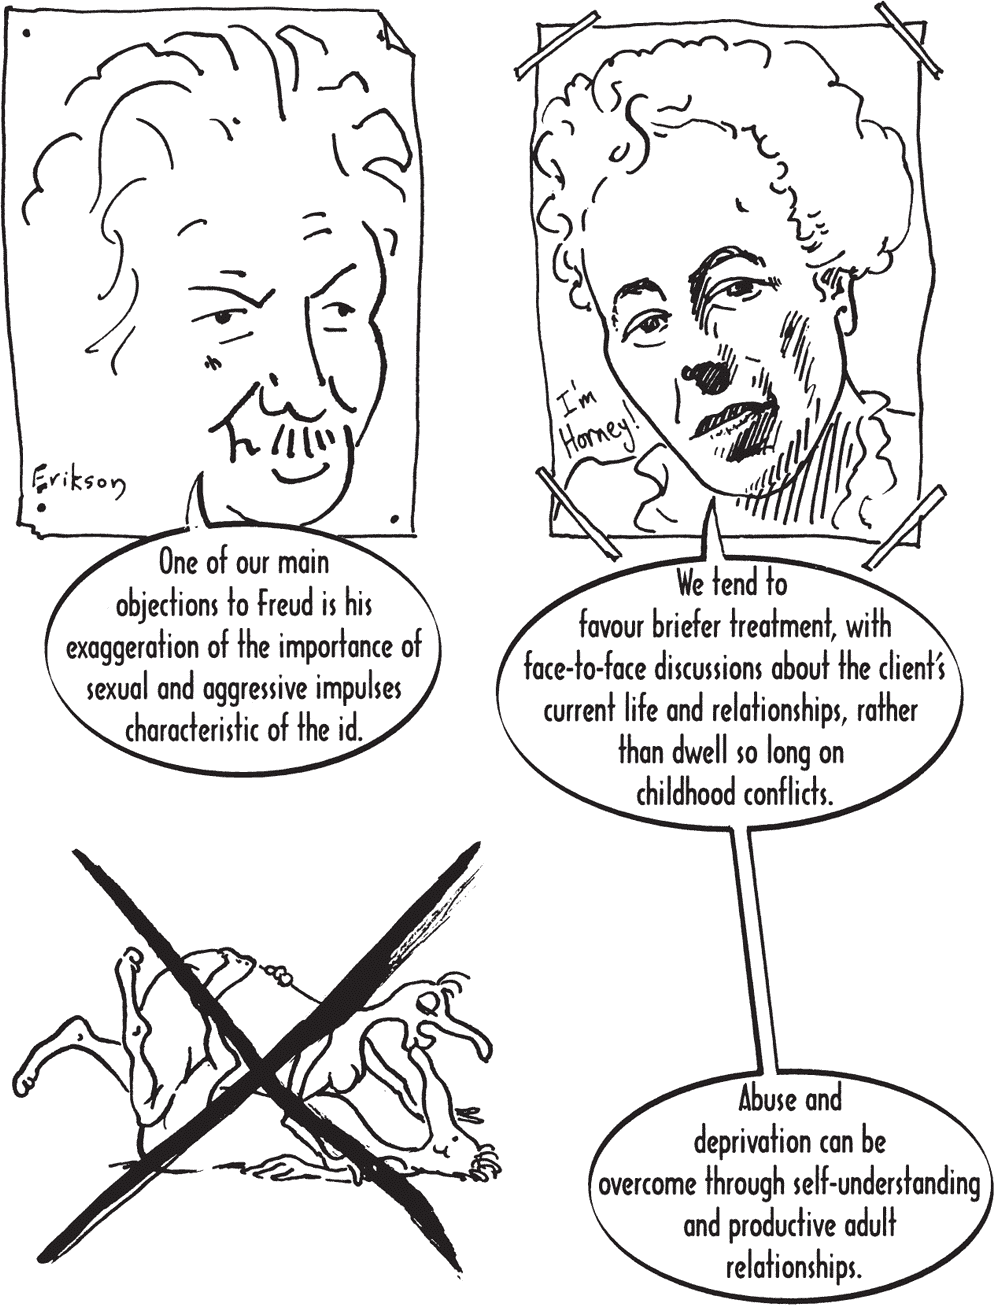 Erikson
One of our main
objections to Freud is his
exaggeration of the importance of
sexual and aggressive impulses
characteristic of the id.
I'm
Horney!
We tend to
favour briefer treatment, with
face-to-face discussions about the client's
current life and relationships, rather
than dwell so long on
childhood conflicts.
Abuse and
deprivation can be
overcome through self-understanding
and productive adult
relationships.